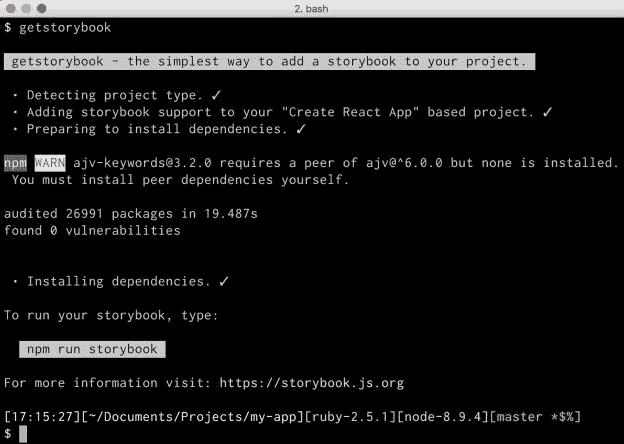 2. bash
$ getstorybook
getstorybook - the simplest way to add a storybook to your project.
• Detecting project type. ✓
• Adding storybook support to your "Create React App" based project. ✓
• Preparing to install dependencies. ✓
npm WARN ajv-keywords@3.2.0 requires a peer of ajv@^6.0.0 but none is installed.
You must install peer dependencies yourself.
audited 26991 packages in 19.487s
found 0 vulnerabilities
• Installing dependencies. ✓
To run your storybook, type:
npm run storybook
For more information visit: https://storybook.js.org
[17:15:27][~/Documents/Projects/my-app][ruby-2.5.1][node-8.9.4][master *$%]
$